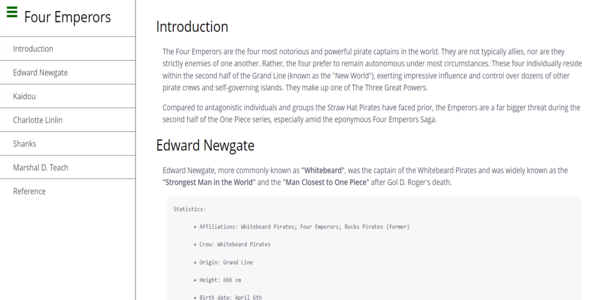 Four Emperors
Introduction
Edward Newgate
Kaidou
Charlotte Linlin
Shanks
Marshal D. Teach
Reference
Introduction
The Four Emperors are the four most notorious and powerful pirate captains in the world. They are not typically allies, nor are they
strictly enemies of one another. Rather, the four prefer to remain autonomous under most circumstances. These four individually reside
within the second half of the Grand Line (known as the "New World"), exerting impressive influence and control over dozens of other
pirate crews and self-governing islands. They make up one of The Three Great Powers.
Compared to antagonistic individuals and groups the Straw Hat Pirates have faced prior, the Emperors are a far bigger threat during the
second half of the One Piece series, especially amid the eponymous Four Emperors Saga.
Edward Newgate
Edward Newgate, more commonly known as "Whitebeard", was the captain of the Whitebeard Pirates and was widely known as the
"Strongest Man in the World" and the "Man Closest to One Piece" after Gol D. Roger's death.
Statistics:
• Affiliations: Whitebeard Pirates; Four Emperors; Rocks Pirates (former)
• Crew: Whitebeard Pirates
• Origin: Grand Line
• Height: 666 cm
• Birth date: April 6th